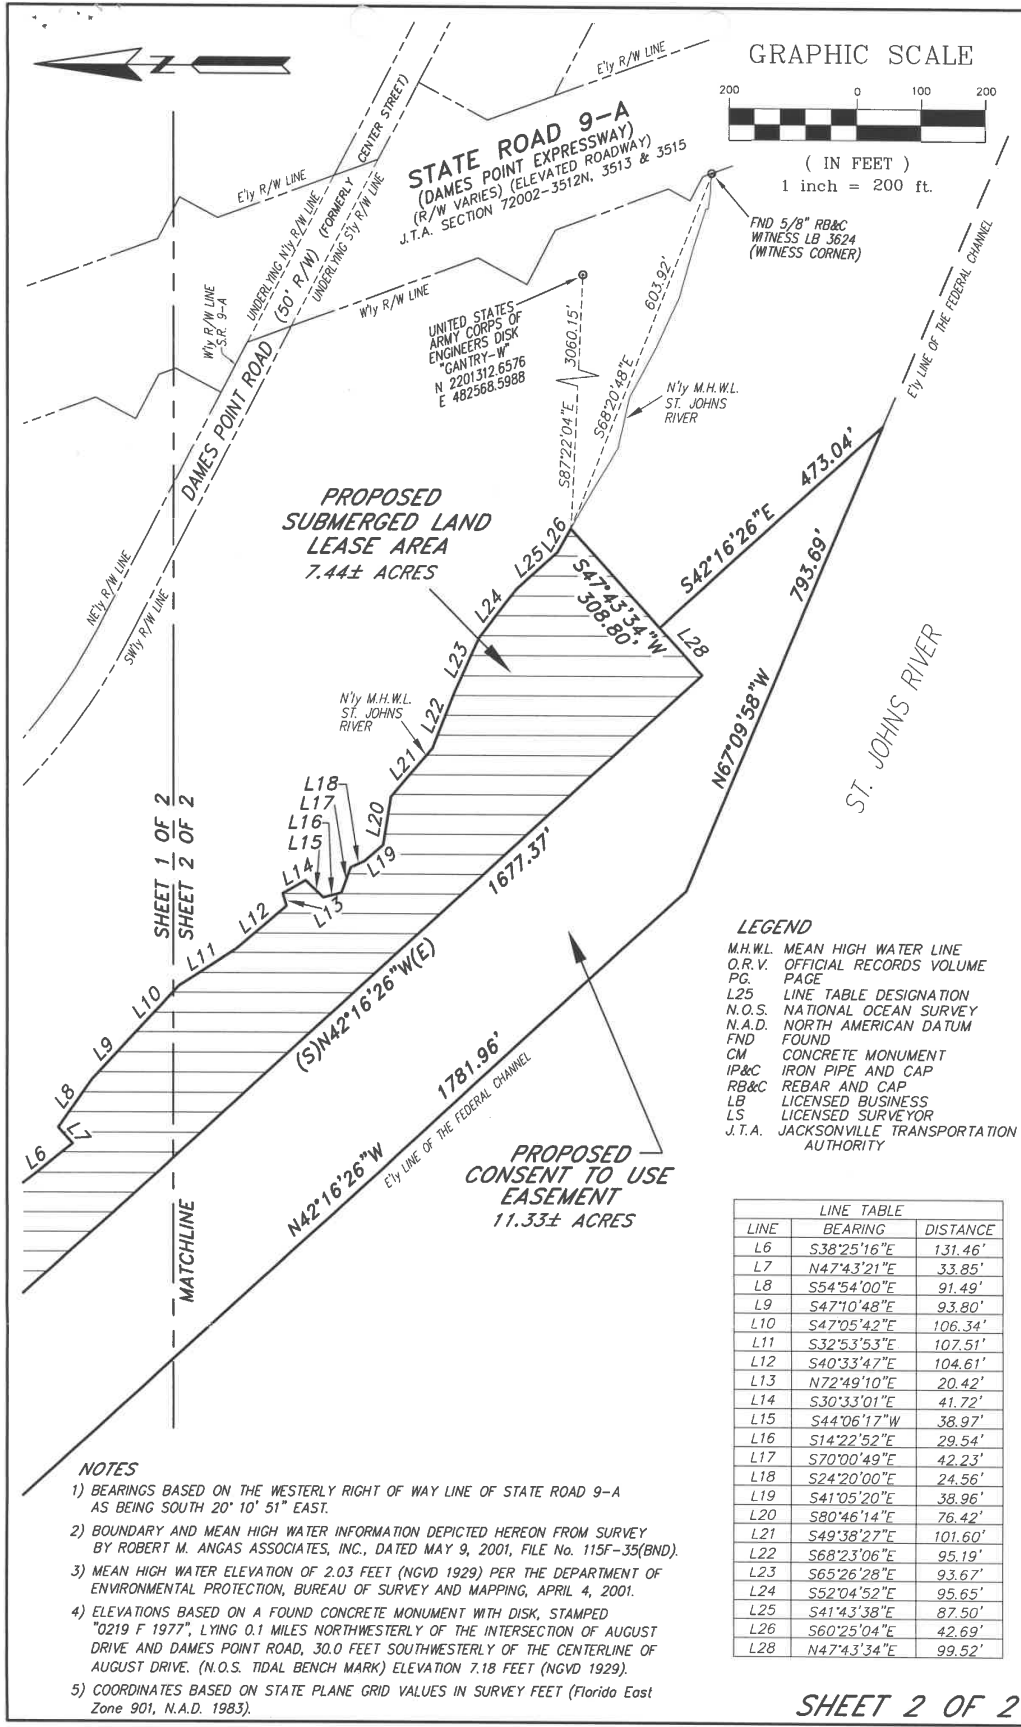 N
GRAPHIC SCALE
200 0 100 200
( IN FEET )
1 inch = 200 ft.
E'ly R/W LINE
STATE ROAD 9-A
(DAMES POINT EXPRESSWAY)
(R/W VARIES) (ELEVATED ROADWAY)
J.T.A. SECTION 72002-3512N, 3513 & 3515
E'ly R/W LINE
UNDERLYING N'ly R/W LINE
(50' R/W) (FORMERLY CENTER STREET)
UNDERLYING S'ly R/W LINE
DAMES POINT ROAD
W'ly R/W LINE
S.R. 9-A
W'ly R/W LINE
FND 5/8" RB&C
WITNESS LB 3624
(WITNESS CORNER)
UNITED STATES
ARMY CORPS OF
ENGINEERS DISK
"GANTRY-W"
N 2201312.6576
E 482568.5988
3060.15'
S87°22'04"E
603.92'
S68°20'48"E
N'ly M.H.W.L.
ST. JOHNS
RIVER
E'ly LINE OF THE FEDERAL CHANNEL
S42°16'26"E 473.04'
793.69'
N67°09'58"W
ST. JOHNS RIVER
PROPOSED
SUBMERGED LAND
LEASE AREA
7.44± ACRES
NE'ly R/W LINE
SW'ly R/W LINE
L26
L25
L24
L23
L22
L21
L20
L19
L18
L17
L16
L15
L14
L13
L12
L11
L10
L9
L8
L7
L6
L28
S47°43'34"W
308.80'
N'ly M.H.W.L.
ST. JOHNS
RIVER
SHEET 1 OF 2
SHEET 2 OF 2
MATCHLINE
1677.37'
(S)N42°16'26"W(E)
1781.96'
N42°16'26"W
E'ly LINE OF THE FEDERAL CHANNEL
PROPOSED
CONSENT TO USE
EASEMENT
11.33± ACRES
LEGEND
M.H.W.L. MEAN HIGH WATER LINE
O.R.V. OFFICIAL RECORDS VOLUME
PG. PAGE
L25 LINE TABLE DESIGNATION
N.O.S. NATIONAL OCEAN SURVEY
N.A.D. NORTH AMERICAN DATUM
FND FOUND
CM CONCRETE MONUMENT
IP&C IRON PIPE AND CAP
RB&C REBAR AND CAP
LB LICENSED BUSINESS
LS LICENSED SURVEYOR
J.T.A. JACKSONVILLE TRANSPORTATION
AUTHORITY
LINE TABLE
LINE BEARING DISTANCE
L6 S38°25'16"E 131.46'
L7 N47°43'21"E 33.85'
L8 S54°54'00"E 91.49'
L9 S47°10'48"E 93.80'
L10 S47°05'42"E 106.34'
L11 S32°53'53"E 107.51'
L12 S40°33'47"E 104.61'
L13 N72°49'10"E 20.42'
L14 S30°33'01"E 41.72'
L15 S44°06'17"W 38.97'
L16 S14°22'52"E 29.54'
L17 S70°00'49"E 42.23'
L18 S24°20'00"E 24.56'
L19 S41°05'20"E 38.96'
L20 S80°46'14"E 76.42'
L21 S49°38'27"E 101.60'
L22 S68°23'06"E 95.19'
L23 S65°26'28"E 93.67'
L24 S52°04'52"E 95.65'
L25 S41°43'38"E 87.50'
L26 S60°25'04"E 42.69'
L28 N47°43'34"E 99.52'
NOTES
1) BEARINGS BASED ON THE WESTERLY RIGHT OF WAY LINE OF STATE ROAD 9-A
AS BEING SOUTH 20° 10' 51" EAST.
2) BOUNDARY AND MEAN HIGH WATER INFORMATION DEPICTED HEREON FROM SURVEY
BY ROBERT M. ANGAS ASSOCIATES, INC., DATED MAY 9, 2001, FILE No. 115F-35(BND).
3) MEAN HIGH WATER ELEVATION OF 2.03 FEET (NGVD 1929) PER THE DEPARTMENT OF
ENVIRONMENTAL PROTECTION, BUREAU OF SURVEY AND MAPPING, APRIL 4, 2001.
4) ELEVATIONS BASED ON A FOUND CONCRETE MONUMENT WITH DISK, STAMPED
"0219 F 1977", LYING 0.1 MILES NORTHWESTERLY OF THE INTERSECTION OF AUGUST
DRIVE AND DAMES POINT ROAD, 30.0 FEET SOUTHWESTERLY OF THE CENTERLINE OF
AUGUST DRIVE. (N.O.S. TIDAL BENCH MARK) ELEVATION 7.18 FEET (NGVD 1929).
5) COORDINATES BASED ON STATE PLANE GRID VALUES IN SURVEY FEET (Florida East
Zone 901, N.A.D. 1983).
SHEET 2 OF 2